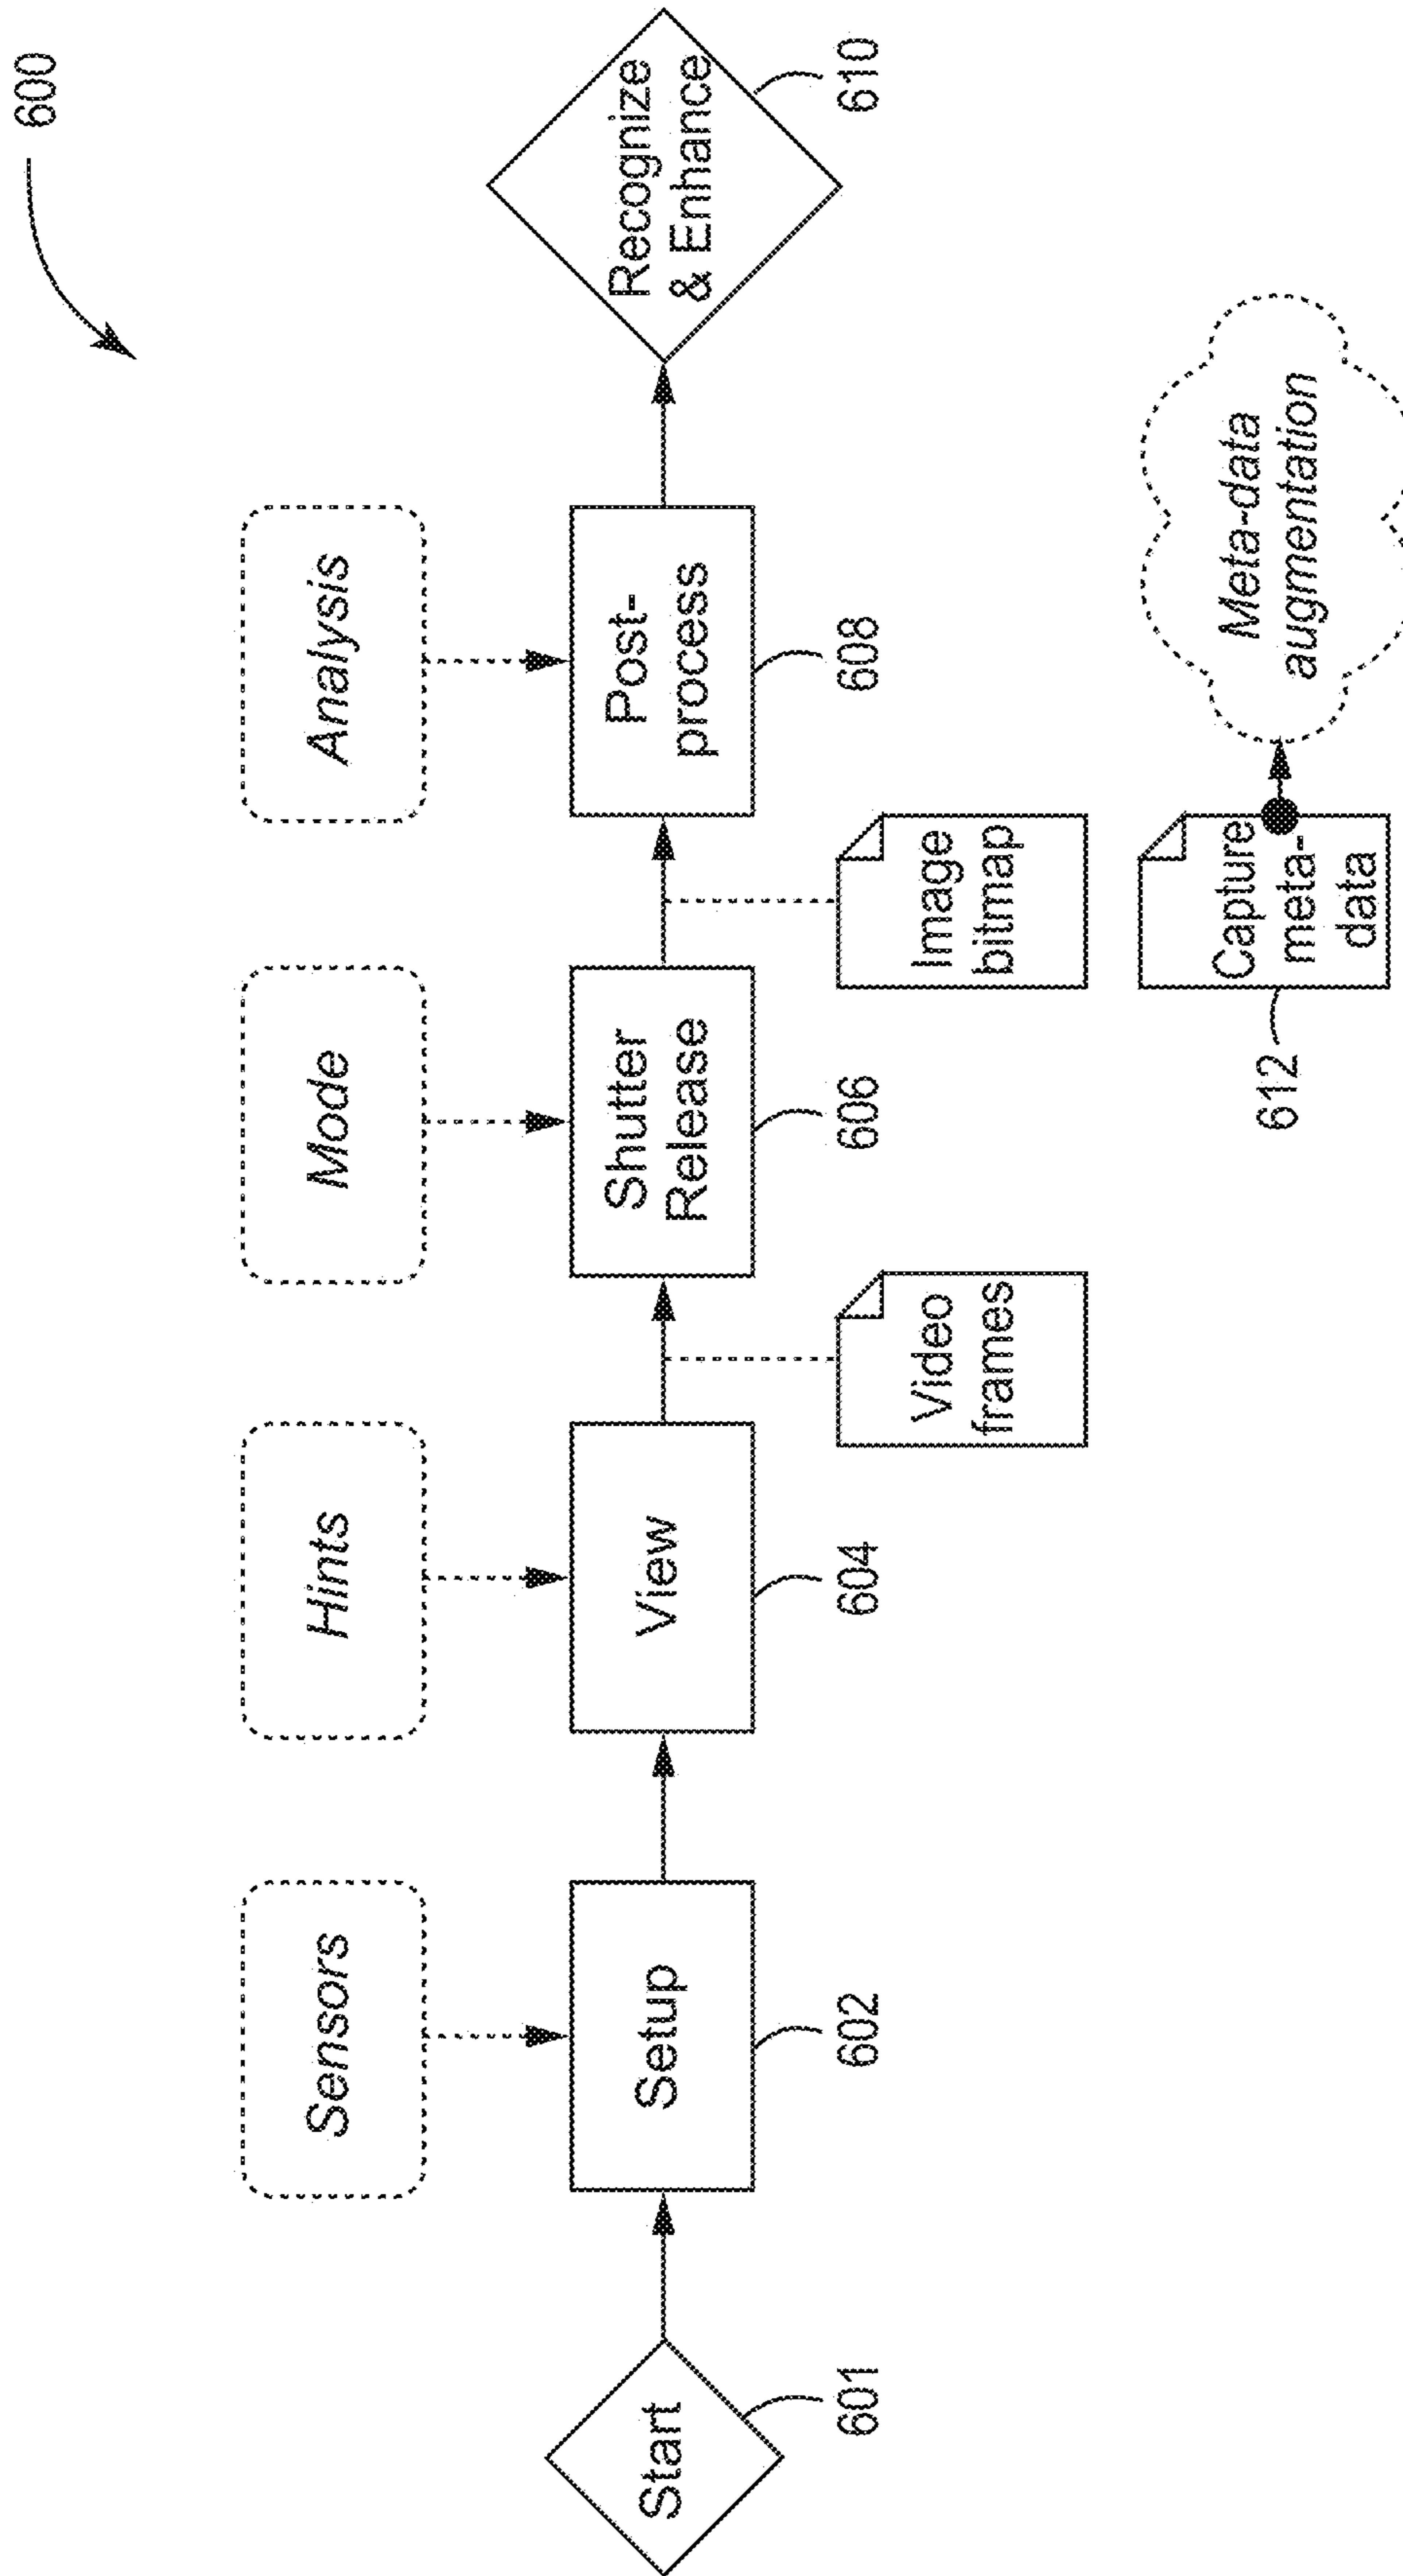 600
Sensors
Hints
Mode
Analysis
Start
Setup
View
Shutter
Release
Post-
process
Recognize
& Enhance
601
602
604
606
608
610
Video
frames
Image
bitmap
612
Capture
meta-
data
Meta-data
augmentation